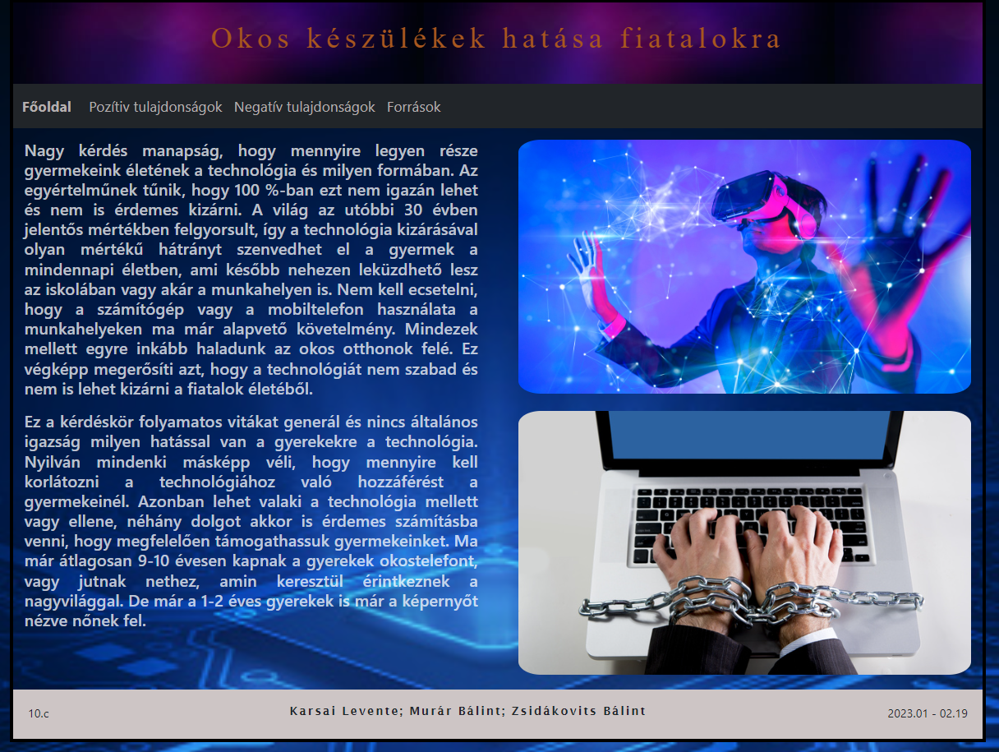 Okos készülékek hatása fiatalokra
Főoldal Pozítiv tulajdonságok Negatív tulajdonságok Források
Nagy kérdés manapság, hogy mennyire legyen része
gyermekeink életének a technológia és milyen formában. Az
egyértelműnek tűnik, hogy 100 %-ban ezt nem igazán lehet
és nem is érdemes kizárni. A világ az utóbbi 30 évben
jelentős mértékben felgyorsult, így a technológia kizárásával
olyan mértékű hátrányt szenvedhet el a gyermek a
mindennapi életben, ami később nehezen leküzdhető lesz
az iskolában vagy akár a munkahelyen is. Nem kell ecsetelni,
hogy a számítógép vagy a mobiltelefon használata a
munkahelyeken ma már alapvető követelmény. Mindezek
mellett egyre inkább haladunk az okos otthonok felé. Ez
végképp megerősíti azt, hogy a technológiát nem szabad és
nem is lehet kizárni a fiatalok életéből.
Ez a kérdéskör folyamatos vitákat generál és nincs általános
igazság milyen hatással van a gyerekekre a technológia.
Nyilván mindenki másképp véli, hogy mennyire kell
korlátozni a technológiához való hozzáférést a
gyermekeinél. Azonban lehet valaki a technológia mellett
vagy ellene, néhány dolgot akkor is érdemes számításba
venni, hogy megfelelően támogathassuk gyermekeinket. Ma
már átlagosan 9-10 évesen kapnak a gyerekek okostelefont,
vagy jutnak nethez, amin keresztül érintkeznek a
nagyvilággal. De már a 1-2 éves gyerekek is már a képernyőt
nézve nőnek fel.
10.c
Karsai Levente; Murár Bálint; Zsidákovits Bálint
2023.01 - 02.19